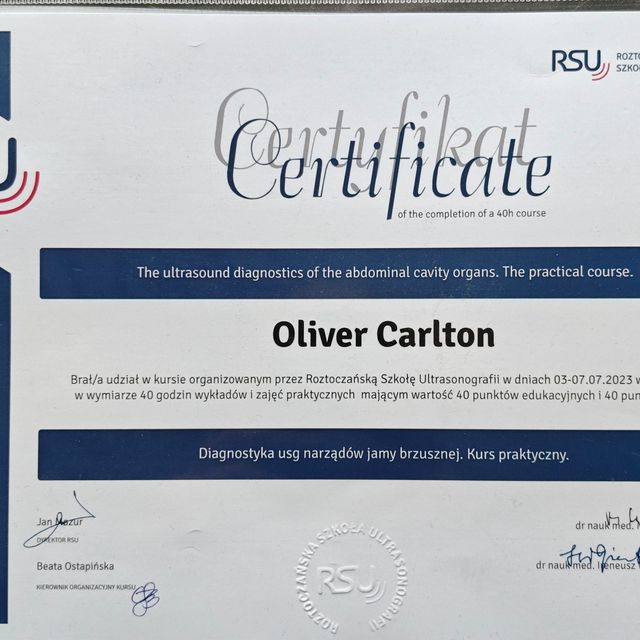 RSU ROZTO
SZKO
U
Certyfikat
Certificate
of the completion of a 40h course
The ultrasound diagnostics of the abdominal cavity organs. The practical course.
Oliver Carlton
Brał/a udział w kursie organizowanym przez Roztoczańską Szkołę Ultrasonografii w dniach 03-07.07.2023 w
w wymiarze 40 godzin wykładów i zajęć praktycznych mającym wartość 40 punktów edukacyjnych i 40 pun
Diagnostyka usg narządów jamy brzusznej. Kurs praktyczny.
Jan Mazur
DYREKTOR RSU
Beata Ostapińska
KIEROWNIK ORGANIZACYJNY KURSU
dr nauk med.
dr nauk med. Ireneusz
ROZTOCZAŃSKA SZKOŁA ULTRASONOGRAFII
RSU